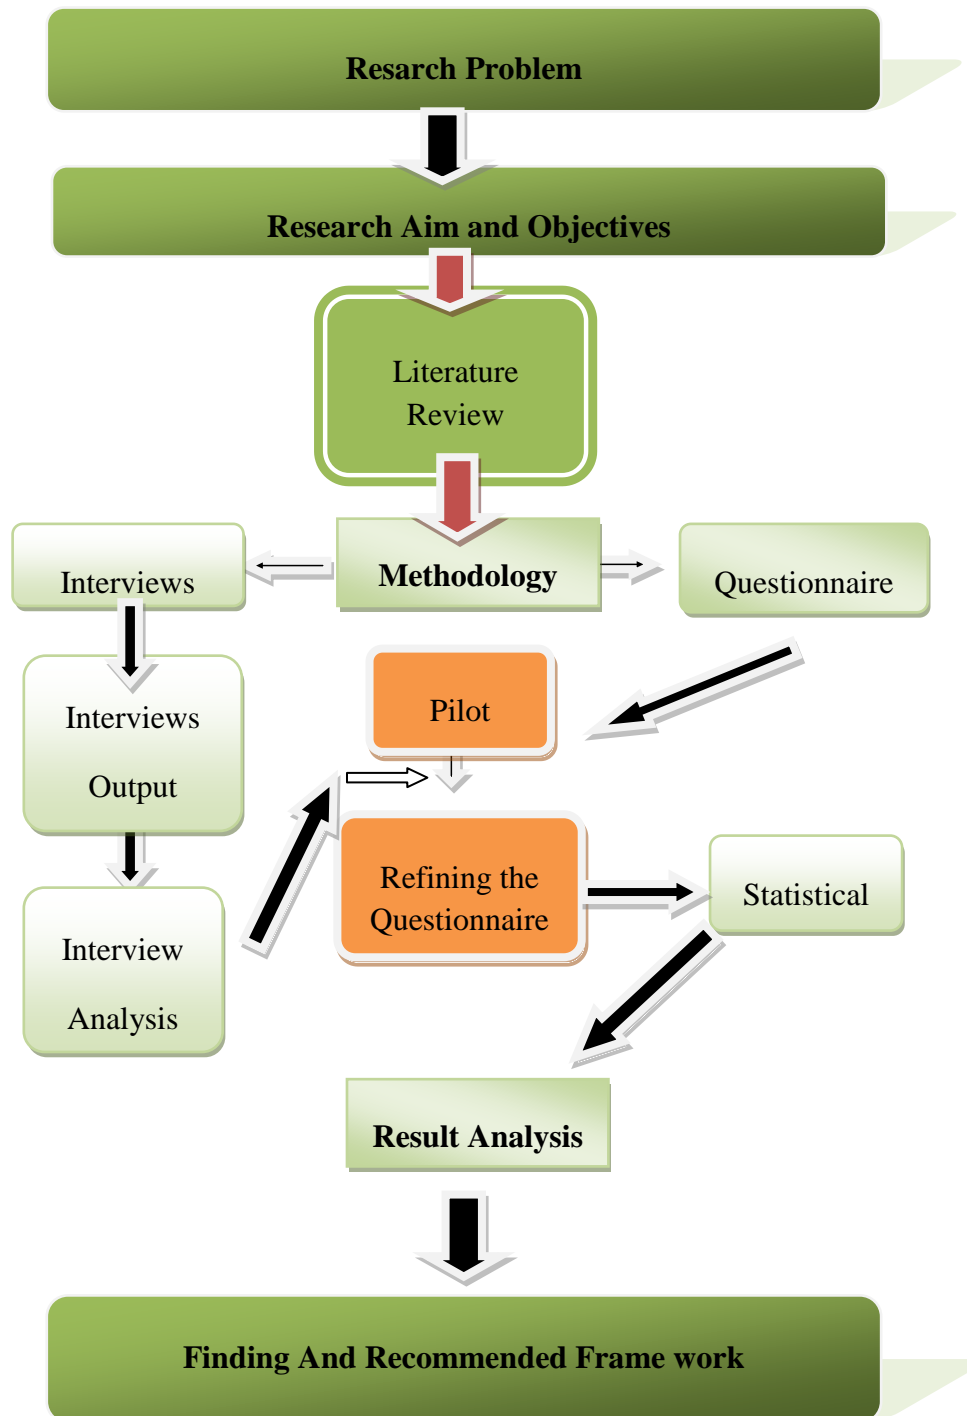 Resarch Problem
Research Aim and Objectives
Literature
Review
Interviews
Methodology
Questionnaire
Interviews
Output
Pilot
Refining the
Questionnaire
Statistical
Interview
Analysis
Result Analysis
Finding And Recommended Frame work